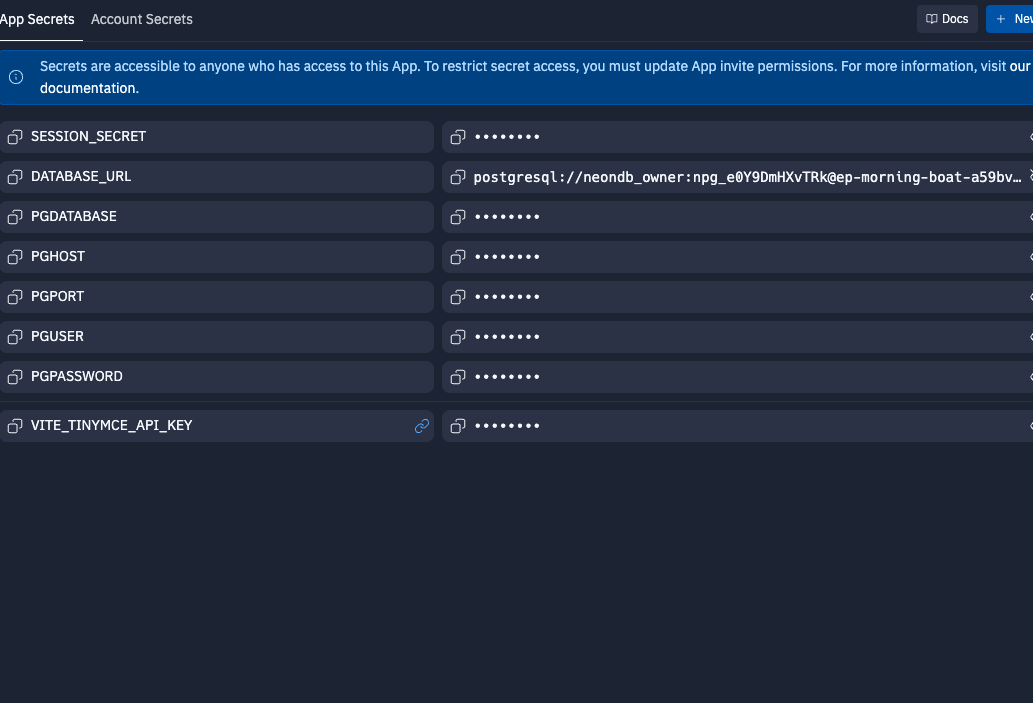 App Secrets Account Secrets Docs + New
Secrets are accessible to anyone who has access to this App. To restrict secret access, you must update App invite permissions. For more information, visit our
documentation.
SESSION_SECRET ••••••••
DATABASE_URL postgresql://neondb_owner:npg_e0Y9DmHXvTRk@ep-morning-boat-a59bv…
PGDATABASE ••••••••
PGHOST ••••••••
PGPORT ••••••••
PGUSER ••••••••
PGPASSWORD ••••••••
VITE_TINYMCE_API_KEY ••••••••